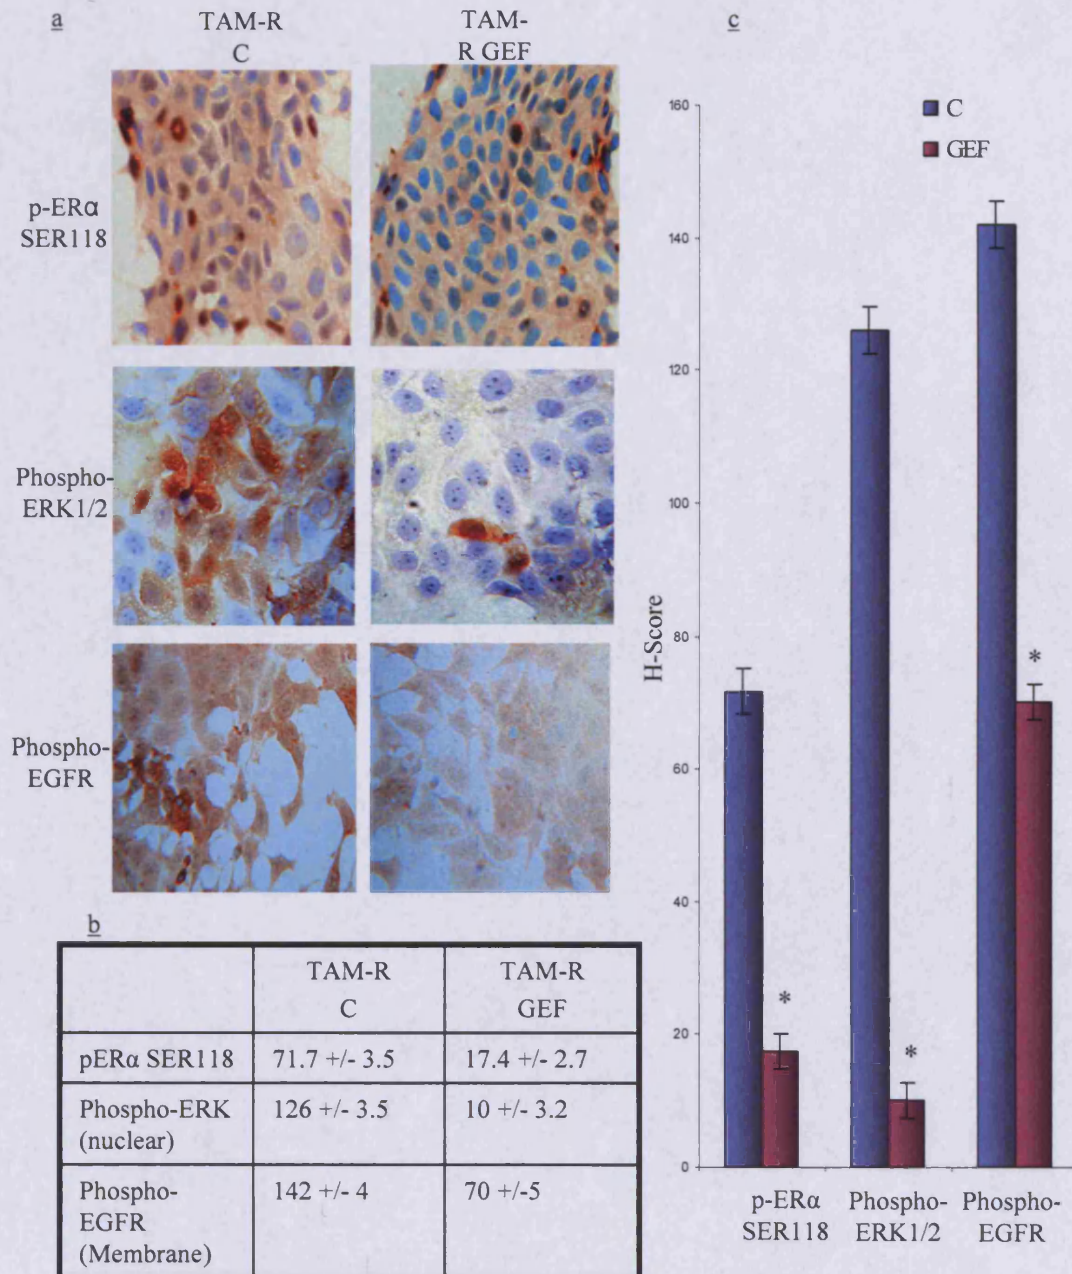 a
TAM-R
C
TAM-
R GEF
p-ERα
SER118
Phospho-
ERK1/2
Phospho-
EGFR
b
TAM-R
C
TAM-R
GEF
pERα SER118
71.7 +/- 3.5
17.4 +/- 2.7
Phospho-ERK
(nuclear)
126 +/- 3.5
10 +/- 3.2
Phospho-
EGFR
(Membrane)
142 +/- 4
70 +/-5
c
C
GEF
160
140
120
100
80
60
40
20
0
H-Score
*
*
*
p-ERα
SER118
Phospho-
ERK1/2
Phospho-
EGFR